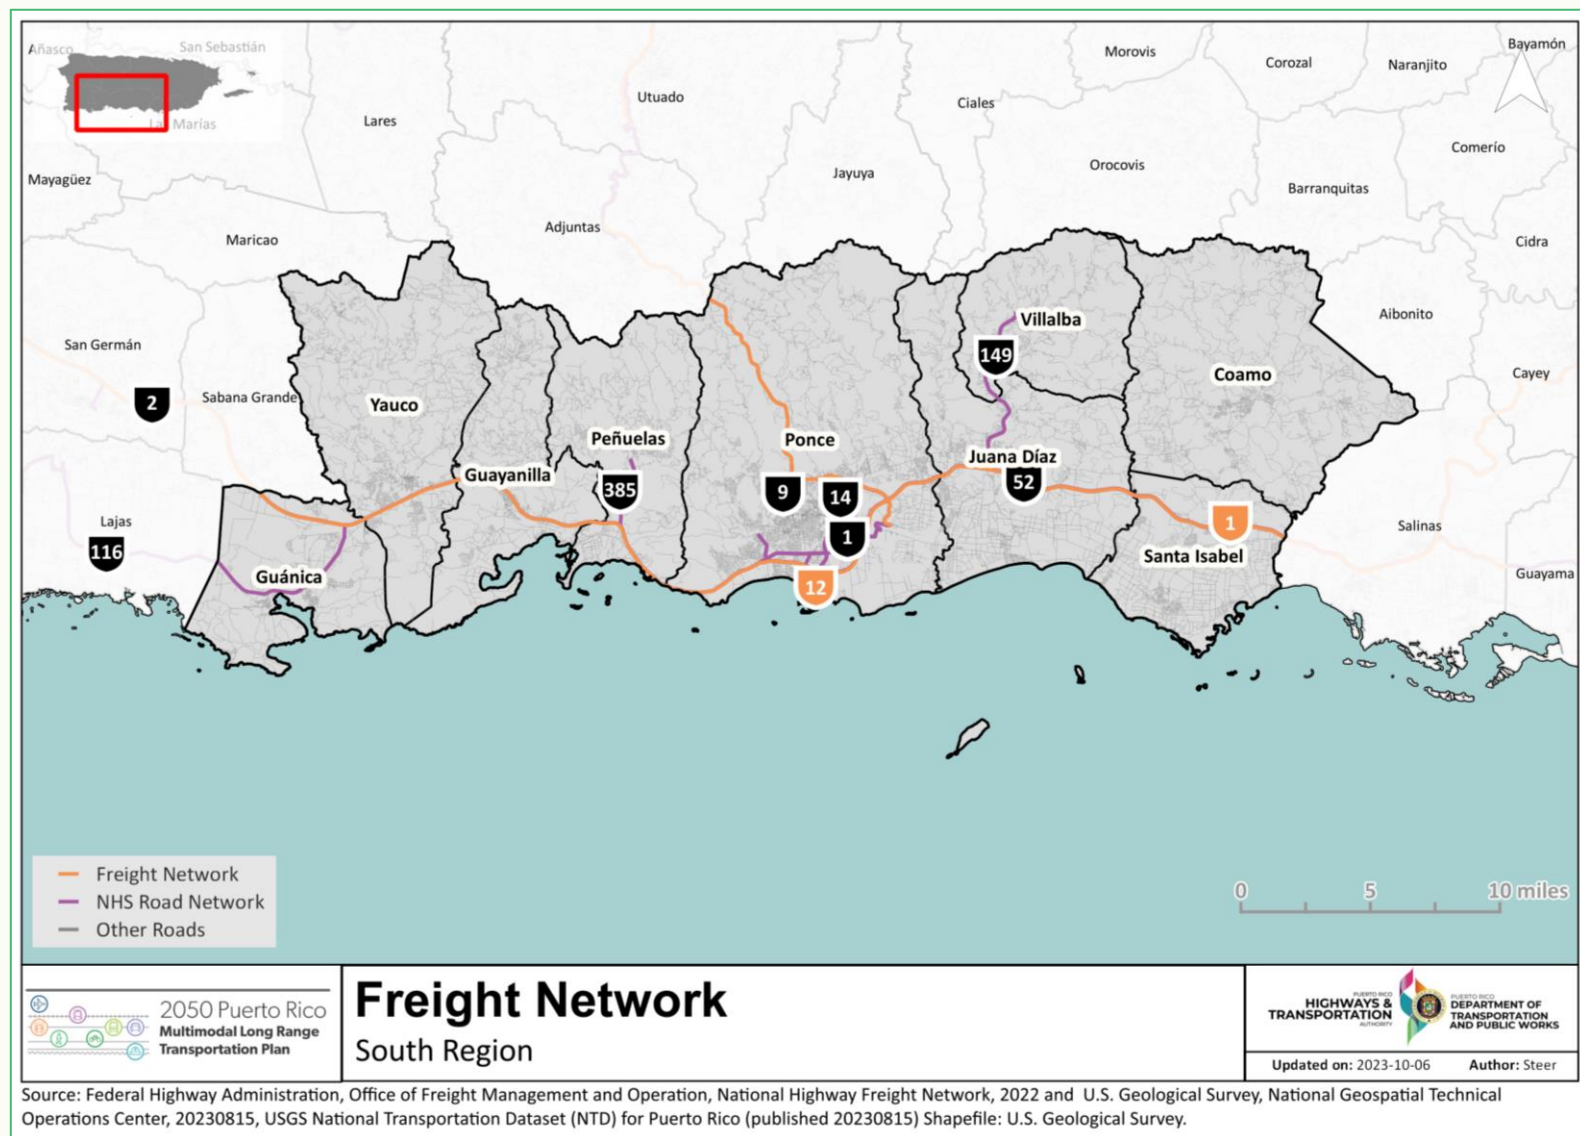 Añasco
San Sebastián
Las Marías
Mayagüez
Lares
Utuado
Ciales
Morovis
Corozal
Naranjito
Bayamón
Comerío
Orocovis
Barranquitas
Jayuya
Adjuntas
Maricao
Cidra
Aibonito
Cayey
San Germán
Sabana Grande
2
Yauco
Villalba
149
Coamo
Peñuelas
Ponce
Guayanilla
Juana Díaz
385
9
14
52
1
1
Lajas
116
Salinas
Santa Isabel
Guayama
Guánica
12
Freight Network
NHS Road Network
Other Roads
0 5 10 miles
2050 Puerto Rico
Multimodal Long Range
Transportation Plan
Freight Network
South Region
PUERTO RICO
HIGHWAYS &
TRANSPORTATION
AUTHORITY
PUERTO RICO
DEPARTMENT OF
TRANSPORTATION
AND PUBLIC WORKS
Updated on: 2023-10-06 Author: Steer
Source: Federal Highway Administration, Office of Freight Management and Operation, National Highway Freight Network, 2022 and U.S. Geological Survey, National Geospatial Technical
Operations Center, 20230815, USGS National Transportation Dataset (NTD) for Puerto Rico (published 20230815) Shapefile: U.S. Geological Survey.